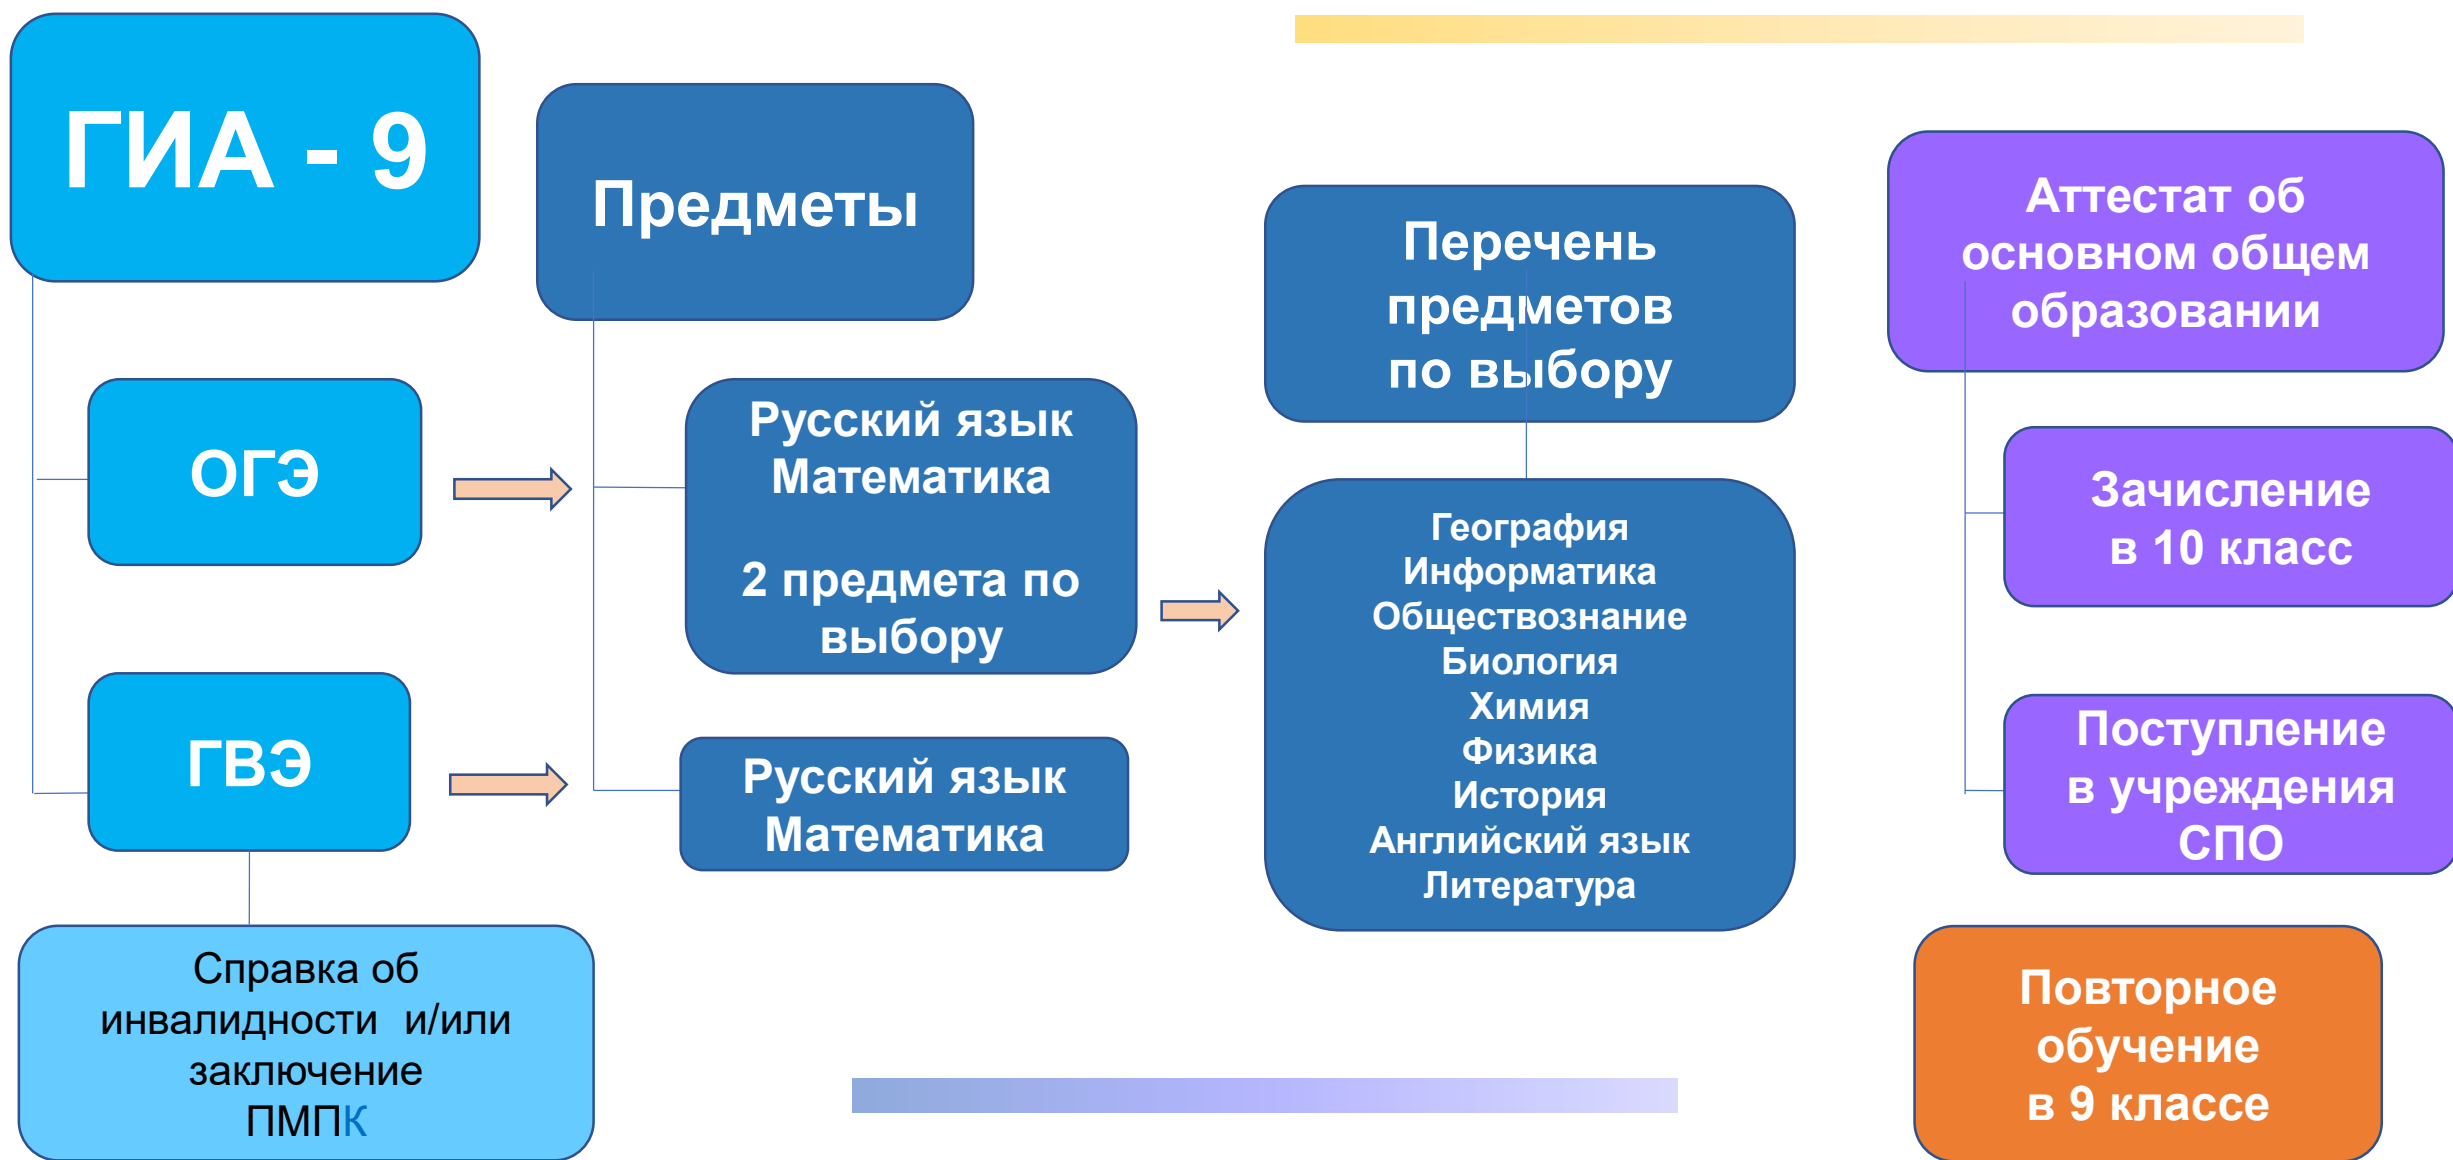 ГИА - 9
ОГЭ
ГВЭ
Справка об
инвалидности и/или
заключение
ПМПК
Предметы
Русский язык
Математика
2 предмета по
выбору
Русский язык
Математика
Перечень
предметов
по выбору
География
Информатика
Обществознание
Биология
Химия
Физика
История
Английский язык
Литература
Аттестат об
основном общем
образовании
Зачисление
в 10 класс
Поступление
в учреждения
СПО
Повторное
обучение
в 9 классе